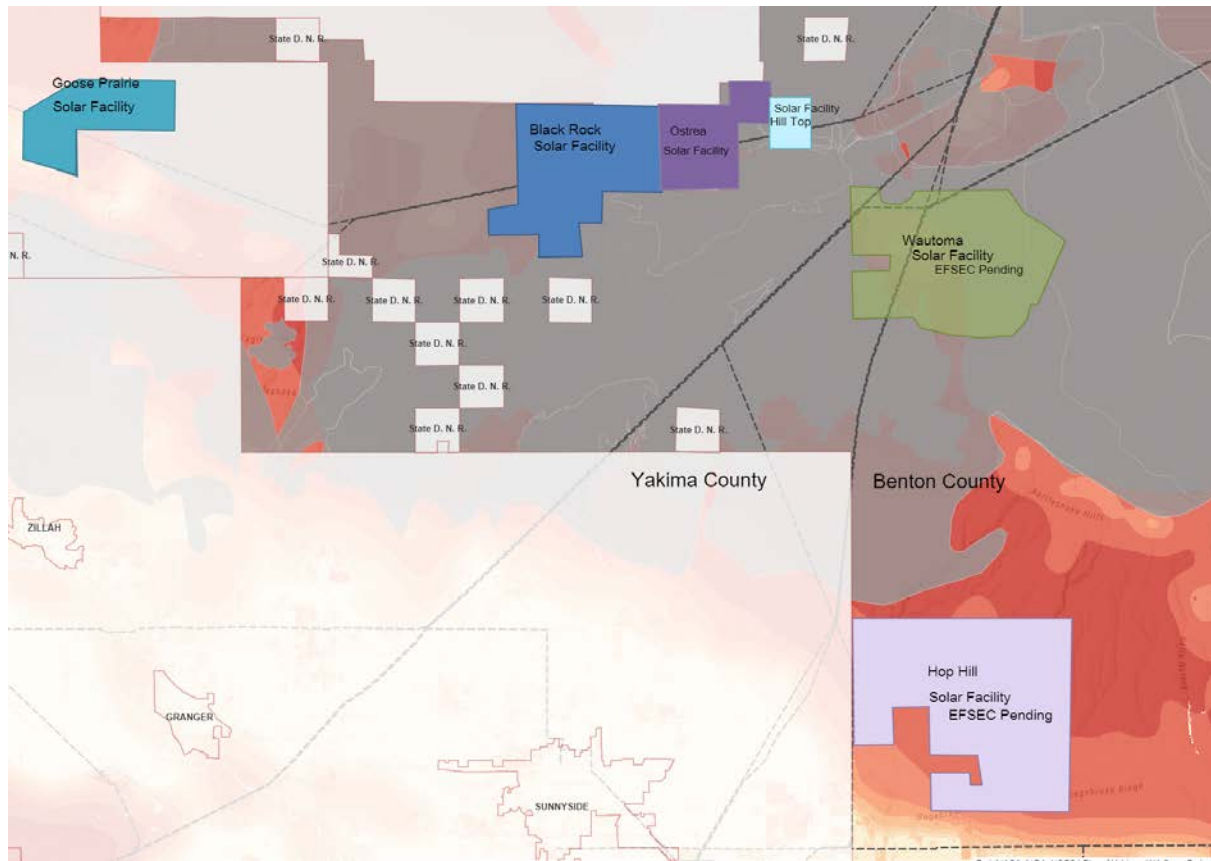 State D. N. R.
State D. N. R.
Goose Prairie
Solar Facility
Black Rock
Solar Facility
Ostrea
Solar Facility
Solar Facility
Hill Top
Wautoma
Solar Facility
EFSEC Pending
N. R.
State D. N. R.
State D. N. R.
State D. N. R.
State D. N. R.
State D. N. R.
State D. N. R.
State D. N. R.
State D. N. R.
State D. N. R.
Yakima County
Benton County
Rattlesnake Hills
ZILLAH
Hop Hill
Solar Facility
EFSEC Pending
GRANGER
SUNNYSIDE